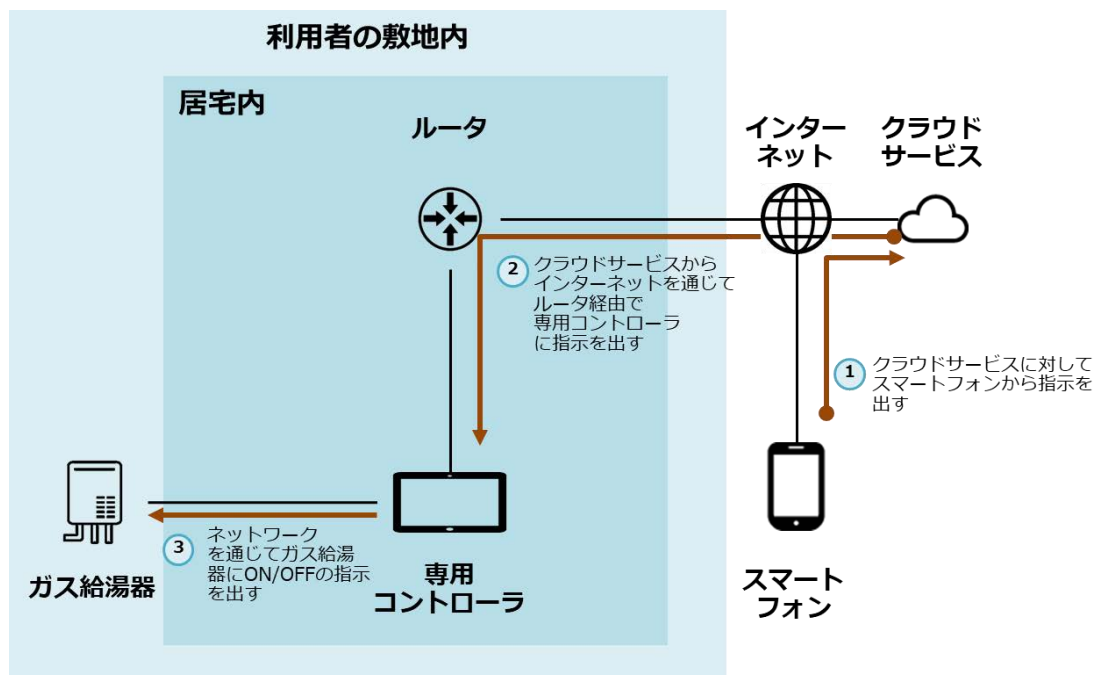 利用者の敷地内
居宅内
ルータ
インター
ネット
クラウド
サービス
2
クラウドサービスから
インターネットを通じて
ルータ経由で
専用コントローラ
に指示を出す
1
クラウドサービスに対して
スマートフォンから指示を
出す
3
ネットワーク
を通じてガス給湯
器にON/OFFの指示
を出す
ガス給湯器
専用
コントローラ
スマート
フォン